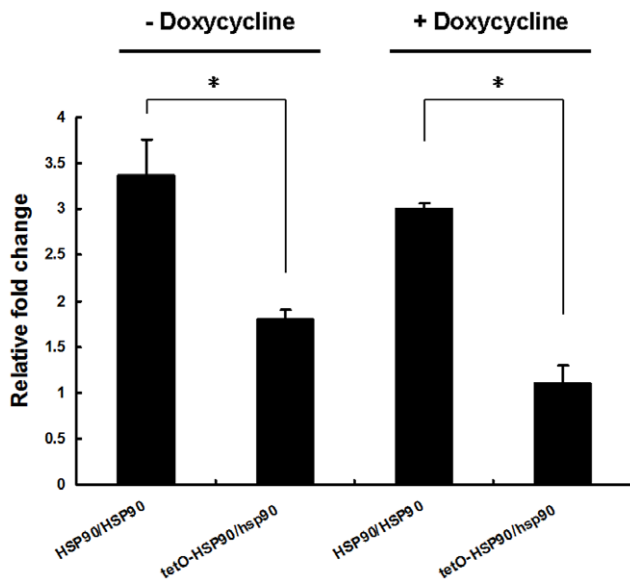 - Doxycycline
+ Doxycycline
*
*
Relative fold change
4
3.5
3
2.5
2
1.5
1
0.5
0
HSP90/HSP90
tetO-HSP90/hsp90
HSP90/HSP90
tetO-HSP90/hsp90